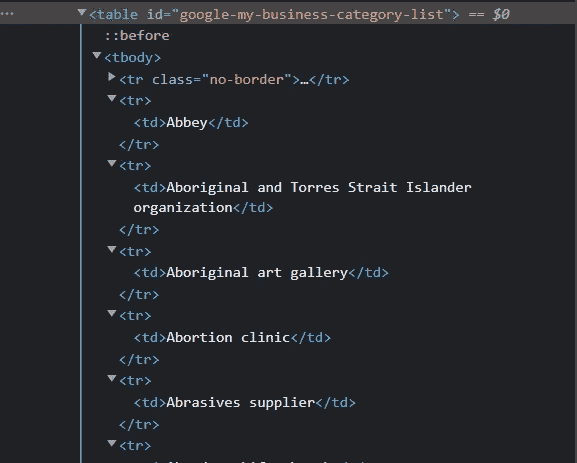 <table id="google-my-business-category-list"> == $0
::before
<tbody>
<tr class="no-border">…</tr>
<tr>
<td>Abbey</td>
</tr>
<tr>
<td>Aboriginal and Torres Strait Islander
organization</td>
</tr>
<tr>
<td>Aboriginal art gallery</td>
</tr>
<tr>
<td>Abortion clinic</td>
</tr>
<tr>
<td>Abrasives supplier</td>
</tr>
<tr>